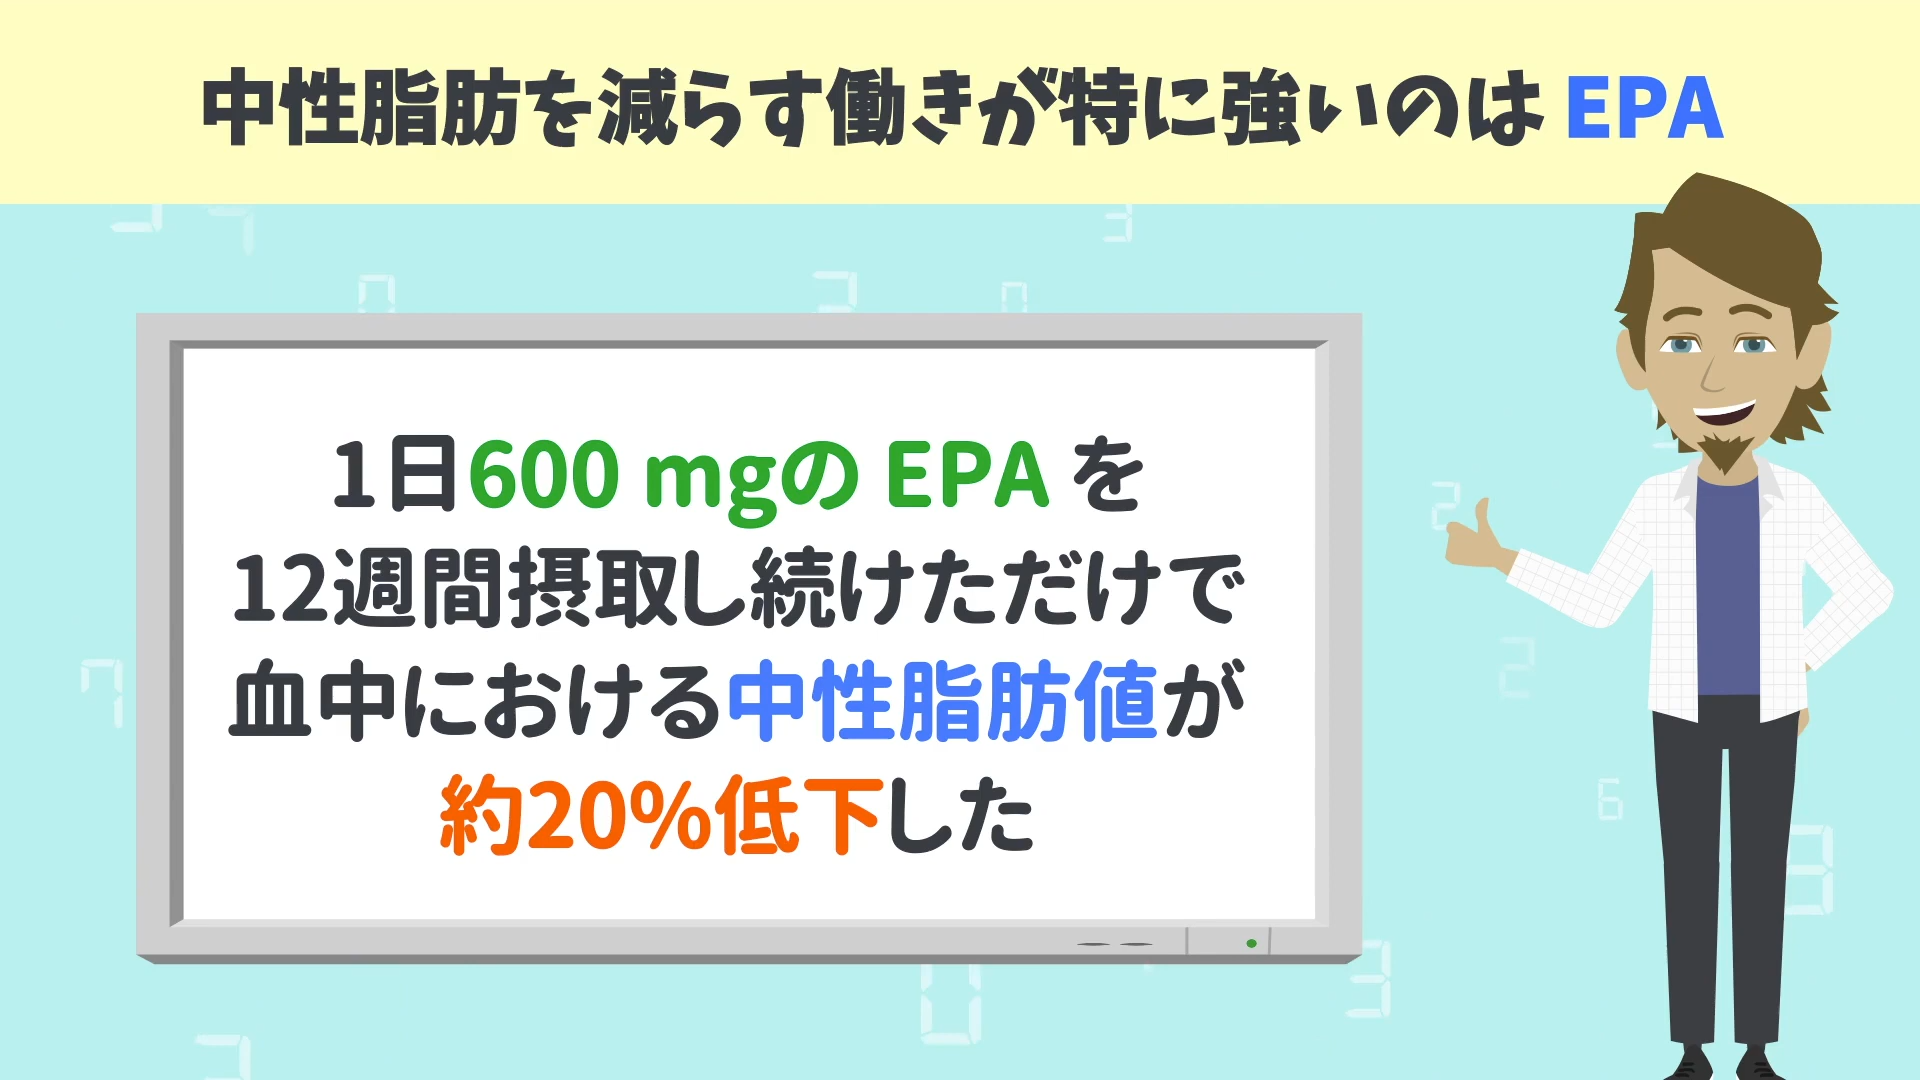 中性脂肪を減らす働きが特に強いのは EPA
1日600 mgの EPA を
12週間摂取し続けただけで
血中における中性脂肪値が
約20%低下した